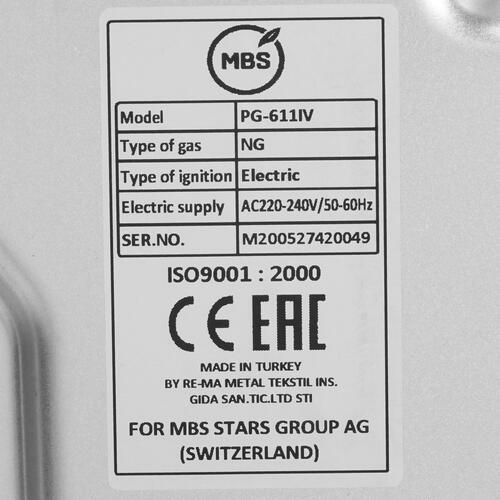 MBS
Model PG-611IV
Type of gas NG
Type of ignition Electric
Electric supply AC220-240V/50-60Hz
SER.NO. M200527420049
ISO9001 : 2000
CE EAC
MADE IN TURKEY
BY RE-MA METAL TEKSTIL INS.
GIDA SAN.TIC.LTD STI
FOR MBS STARS GROUP AG
(SWITZERLAND)